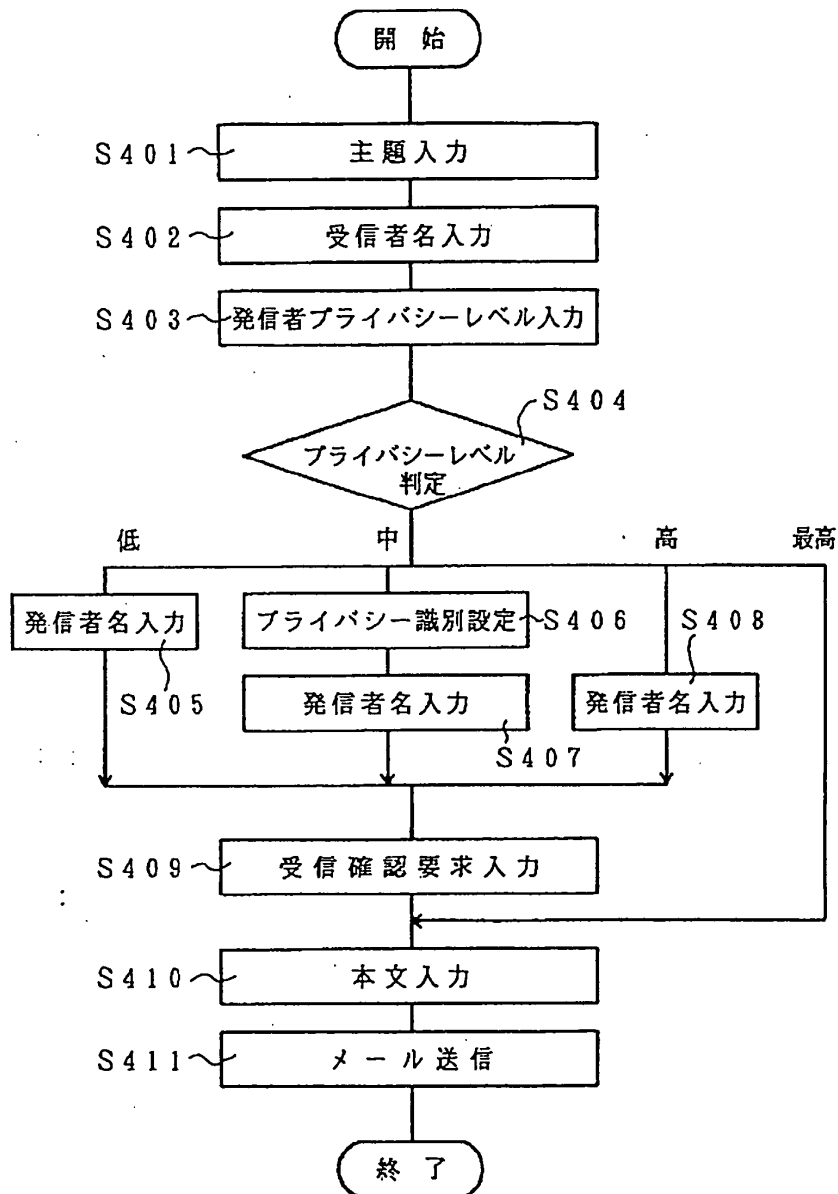 開始
S401 主題入力
S402 受信者名入力
S403 発信者プライバシーレベル入力
S404
プライバシーレベル
判定
低 中 高 最高
発信者名入力 プライバシー識別設定 S406 S408
S405 発信者名入力 発信者名入力
S407
S409 受信確認要求入力
S410 本文入力
S411 メール送信
終了